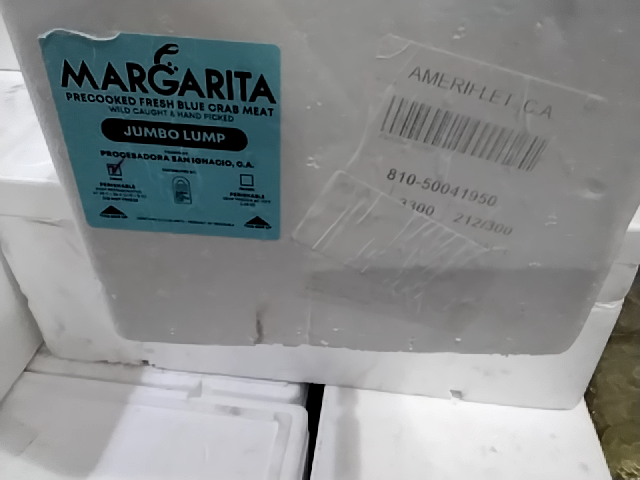 MARGARITA
PRECOOKED FRESH BLUE CRAB MEAT
WILD CAUGHT & HAND PICKED
JUMBO LUMP
PROCESADORA SAN IGNACIO, C.A.
PERISHABLE
PERISHABLE
AMERIFLET C.A
810-50041950
3300 212/300